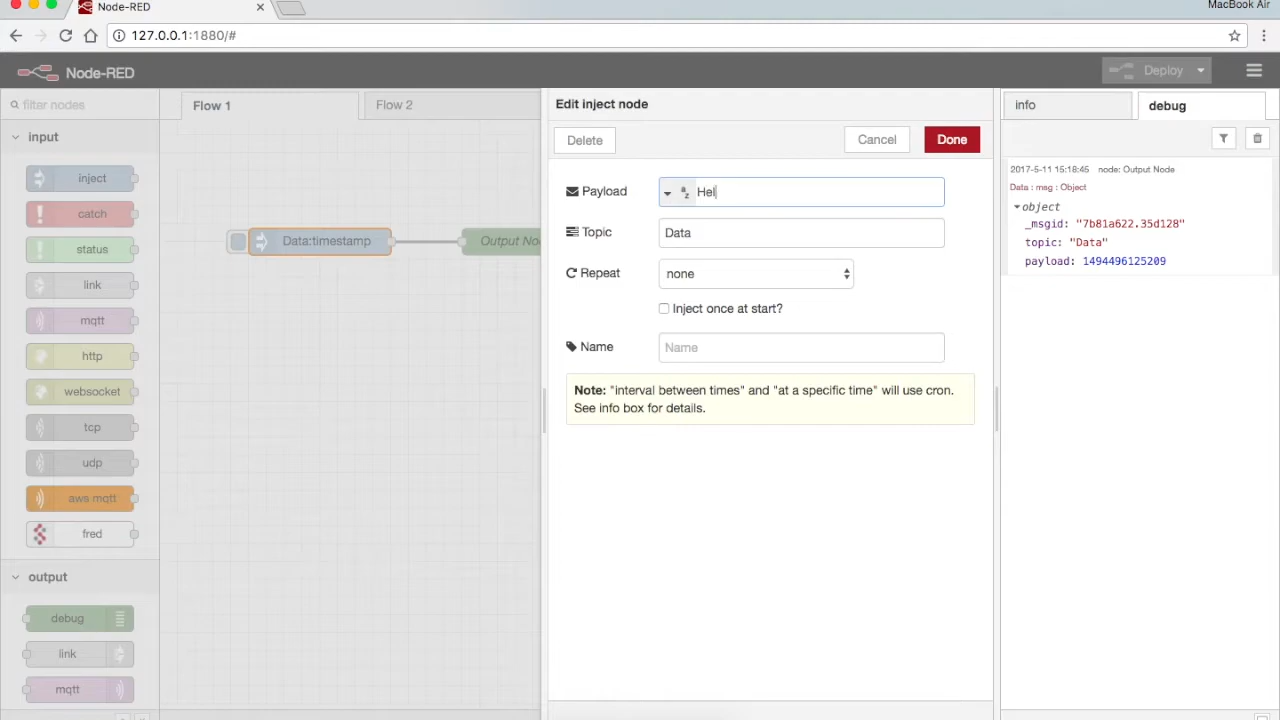 MacBook Air
Node-RED
127.0.0.1:1880/#
Node-RED
Deploy
filter nodes
input
inject
catch
status
link
mqtt
http
websocket
tcp
udp
aws mqtt
fred
output
debug
link
mqtt
Flow 1
Flow 2
Data:timestamp
Output No
Edit inject node
Delete
Cancel
Done
Payload
Hel
Topic
Data
Repeat
none
Inject once at start?
Name
Name
Note: "interval between times" and "at a specific time" will use cron.
See info box for details.
info
debug
2017-5-11 15:18:45 node: Output Node
Data : msg : Object
object
_msgid: "7b81a622.35d128"
topic: "Data"
payload: 1494496125209